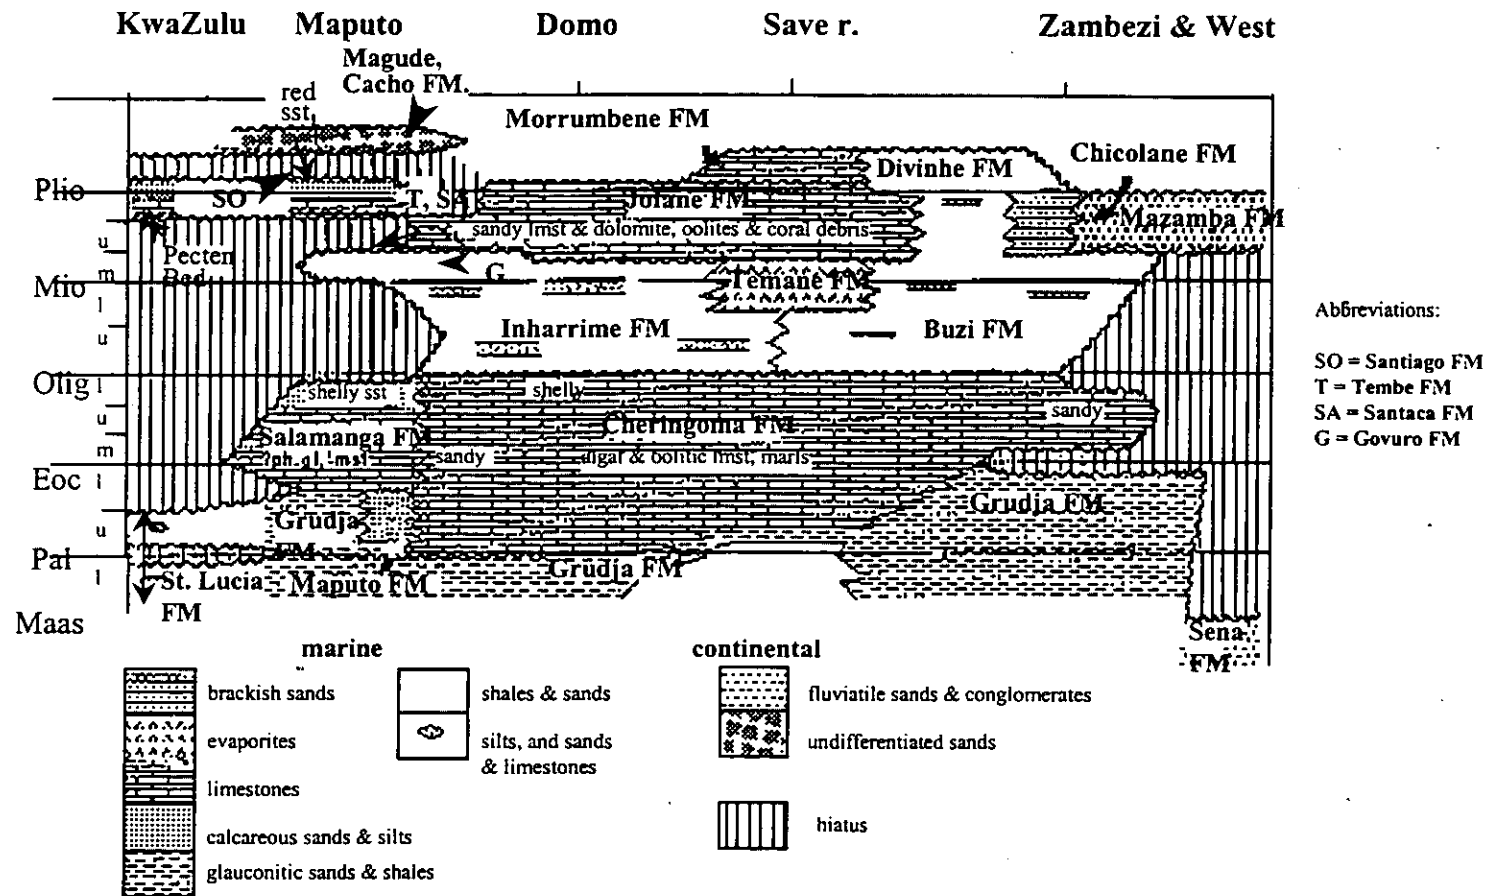 KwaZulu Maputo Domo Save r. Zambezi & West
Magude,
Cacho FM.
red
sst.
Morrumbene FM
Divinhe FM
Chicolane FM
Plio
SO
T, SA
Jofane FM
Mazamba FM
sandy lmst & dolomite, oolites & coral debris
u
Pecten
Bed
m
G
Temane FM
Mio
l
Inharrime FM
Buzi FM
u
Olig
l
shelly sst
shelly
sandy
u
Cheringoma FM
Salamanga FM
m
?ph.gl. lmst
sandy
algal & oolitic lmst, marls
Eoc
l
Grudja FM
Grudja
FM
u
Pal
St. Lucia
FM
Maputo FM
Grudja FM
l
Maas
Sena
FM
Abbreviations:
SO = Santiago FM
T = Tembe FM
SA = Santaca FM
G = Govuro FM
marine
continental
brackish sands
evaporites
limestones
calcareous sands & silts
glauconitic sands & shales
shales & sands
silts, and sands
& limestones
fluviatile sands & conglomerates
undifferentiated sands
hiatus